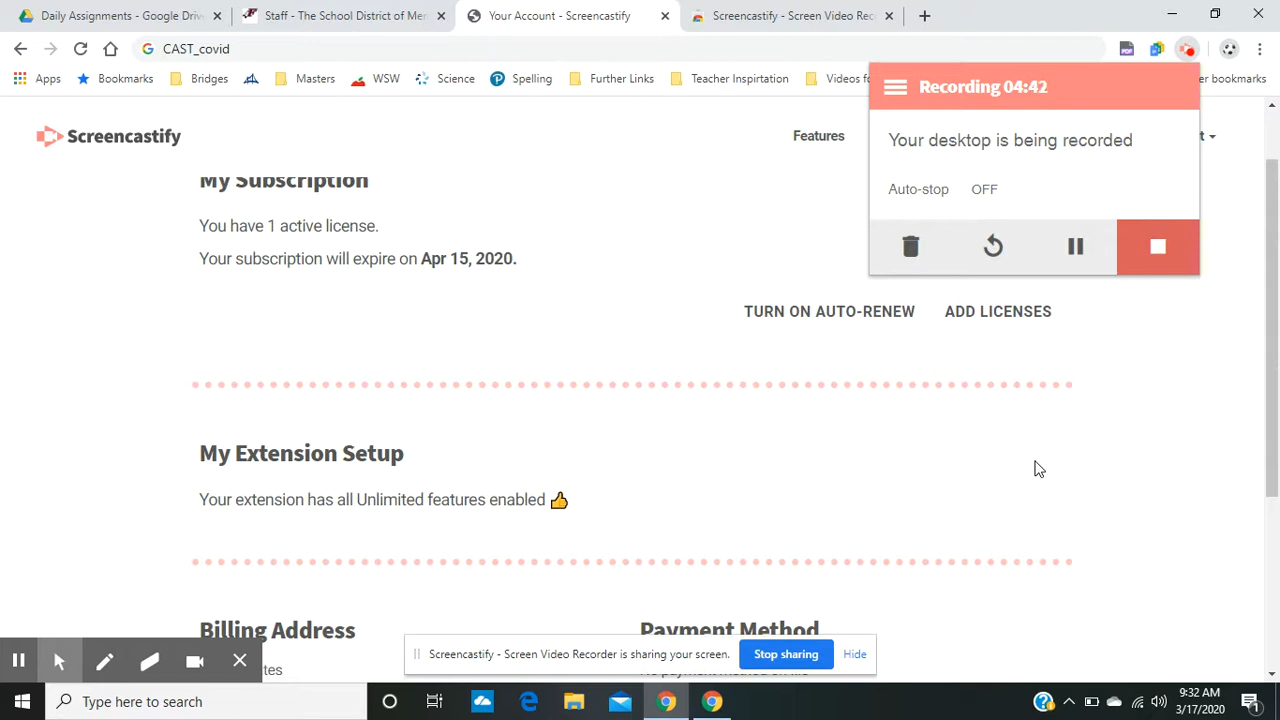 Daily Assignments - Google Driv
Staff - The School District of Mer
Your Account - Screencastify
Screencastify - Screen Video Rec
CAST_covid
Apps
Bookmarks
Bridges
Masters
WSW
Science
Spelling
Further Links
Teacher Inspirtation
Videos fo
r bookmarks
Recording 04:42
Your desktop is being recorded
Auto-stop OFF
Screencastify
Features
t
My Subscription
You have 1 active license.
Your subscription will expire on Apr 15, 2020.
TURN ON AUTO-RENEW ADD LICENSES
My Extension Setup
Your extension has all Unlimited features enabled 👍
Billing Address
Payment Method
tes
Screencastify - Screen Video Recorder is sharing your screen.
Stop sharing
Hide
Type here to search
9:32 AM
3/17/2020